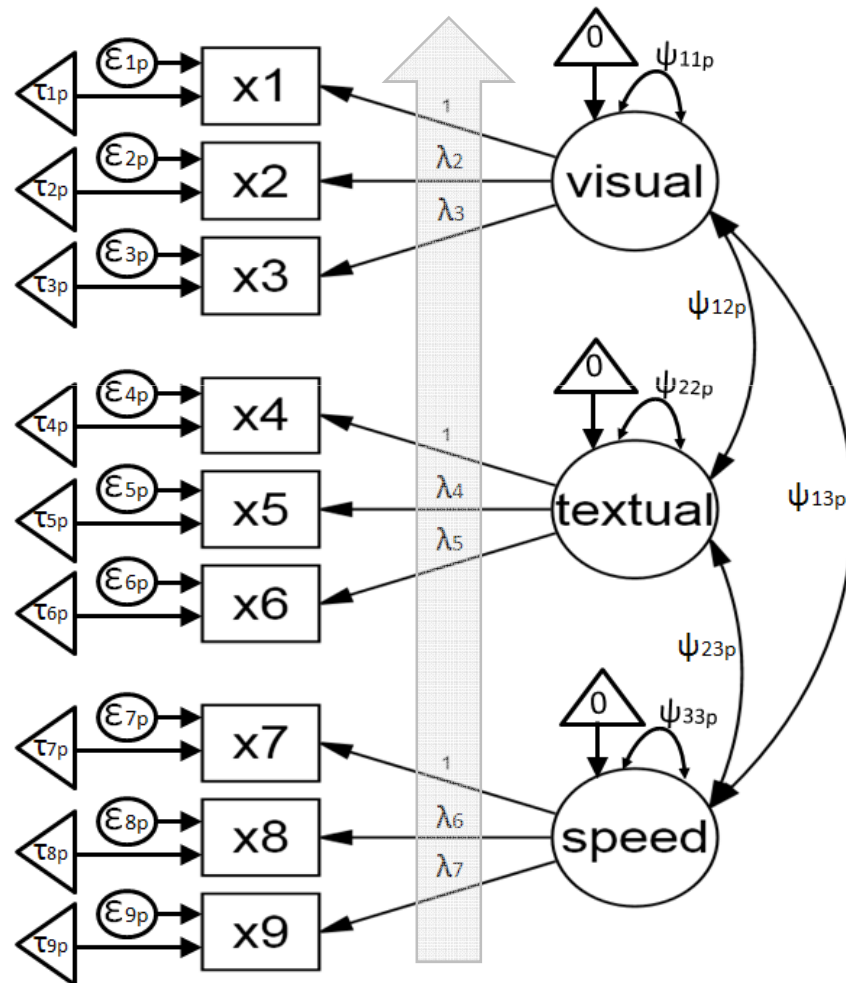 0
ψ11p
ε1p
τ1p
x1
1
visual
ε2p
τ2p
x2
λ2
ε3p
τ3p
x3
λ3
ψ12p
0
ψ22p
ε4p
τ4p
x4
1
textual
ψ13p
ε5p
τ5p
x5
λ4
ε6p
τ6p
x6
λ5
ψ23p
0
ψ33p
ε7p
τ7p
x7
1
speed
ε8p
τ8p
x8
λ6
ε9p
τ9p
x9
λ7